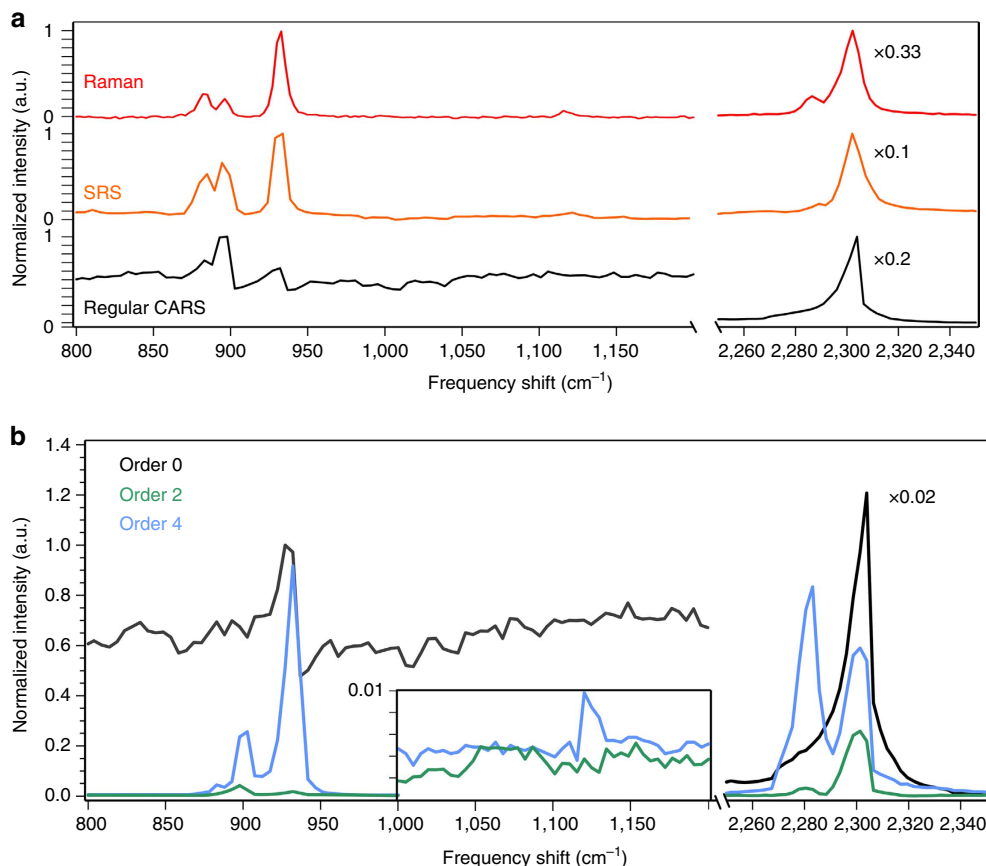 a
Normalized intensity (a.u.)
1
Raman
×0.33
0
1
SRS
×0.1
0
1
×0.2
Regular CARS
0
800 850 900 950 1,000 1,050 1,100 1,150 2,260 2,280 2,300 2,320 2,340
Frequency shift (cm⁻¹)
b
Normalized intensity (a.u.)
1.4
Order 0
×0.02
1.2
Order 2
Order 4
1.0
0.8
0.6
0.4
0.01
0.2
0.0
800 850 900 950 1,000 1,050 1,100 1,150 2,260 2,280 2,300 2,320 2,340
Frequency shift (cm⁻¹)